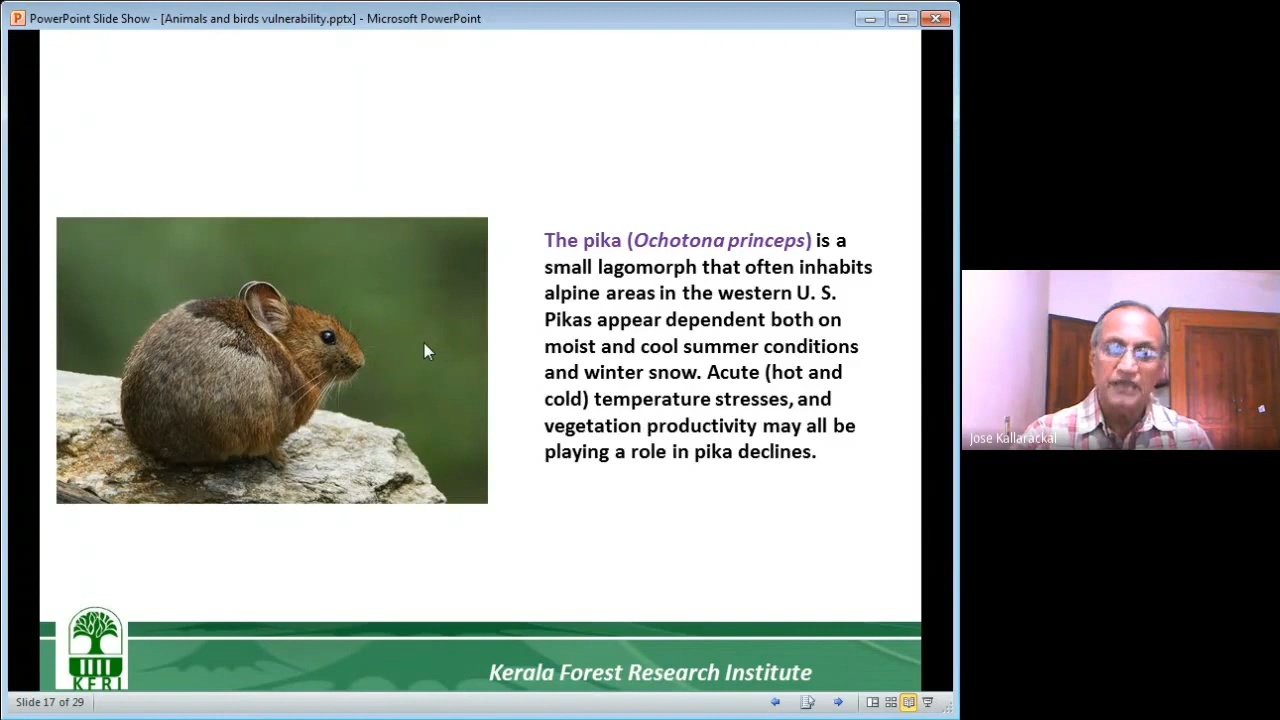 PowerPoint Slide Show - [Animals and birds vulnerability.pptx] - Microsoft PowerPoint
The pika (Ochotona princeps) is a
small lagomorph that often inhabits
alpine areas in the western U. S.
Pikas appear dependent both on
moist and cool summer conditions
and winter snow. Acute (hot and
cold) temperature stresses, and
vegetation productivity may all be
playing a role in pika declines.
Jose Kallarackal
KFRI
Kerala Forest Research Institute
Slide 17 of 29